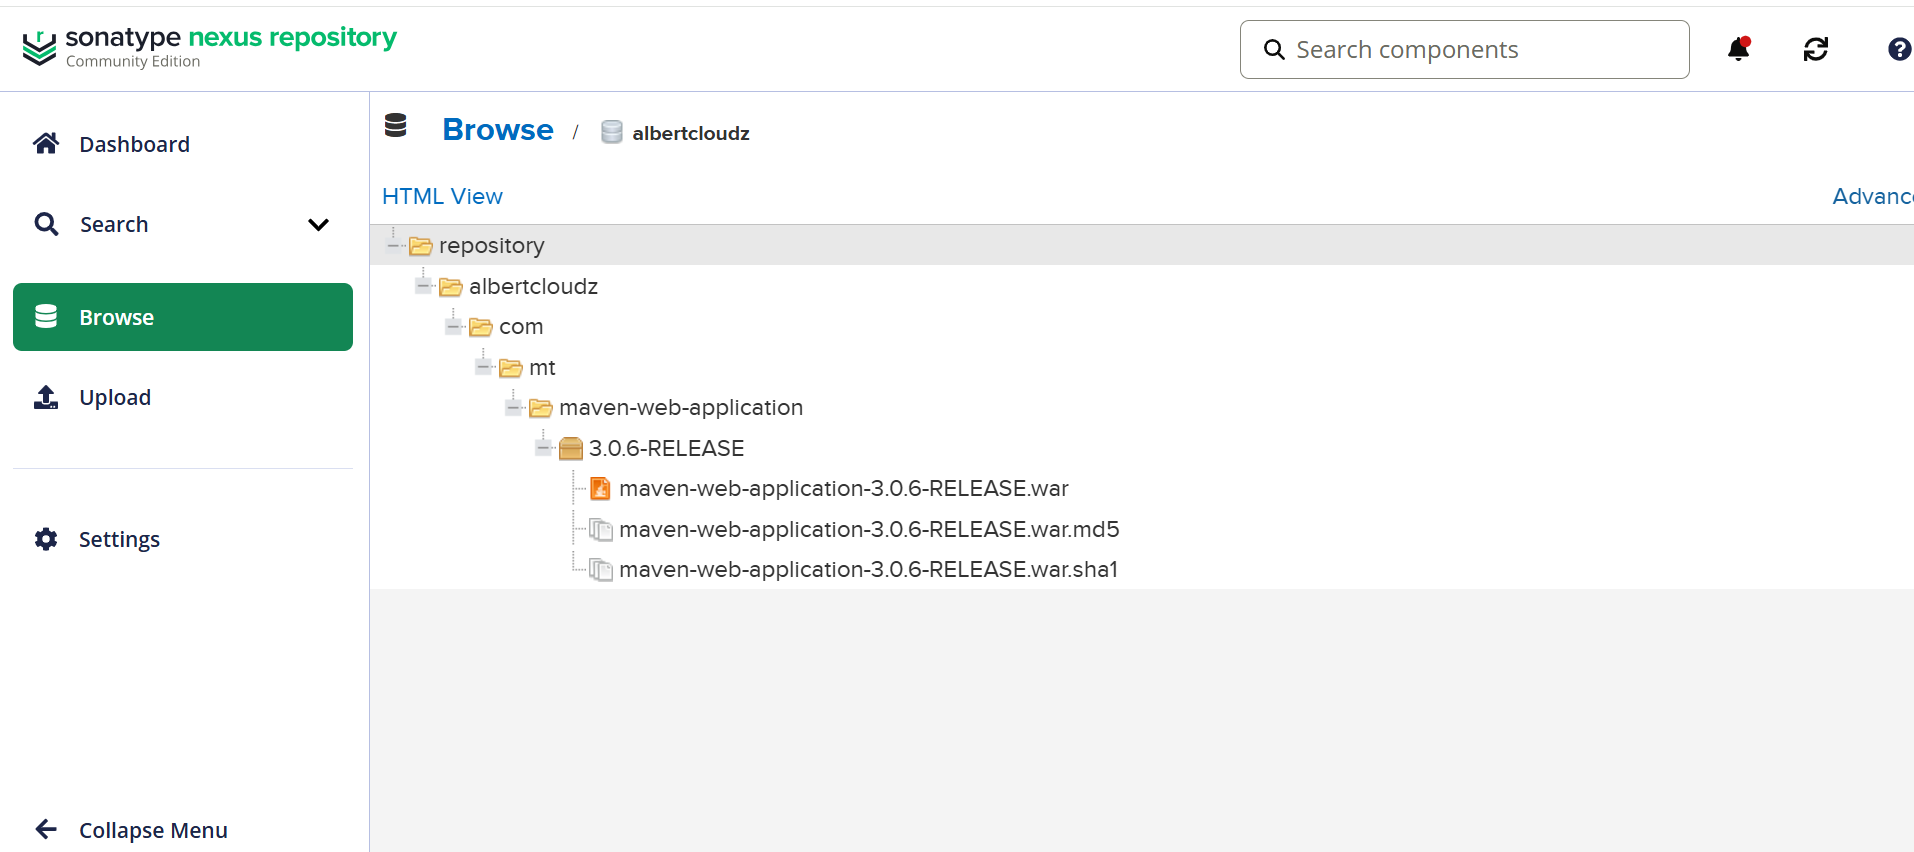 sonatype nexus repository
Community Edition
Search components
Dashboard
Search
Browse
Upload
Settings
Collapse Menu
Browse / albertcloudz
HTML View
Advanc
repository
albertcloudz
com
mt
maven-web-application
3.0.6-RELEASE
maven-web-application-3.0.6-RELEASE.war
maven-web-application-3.0.6-RELEASE.war.md5
maven-web-application-3.0.6-RELEASE.war.sha1